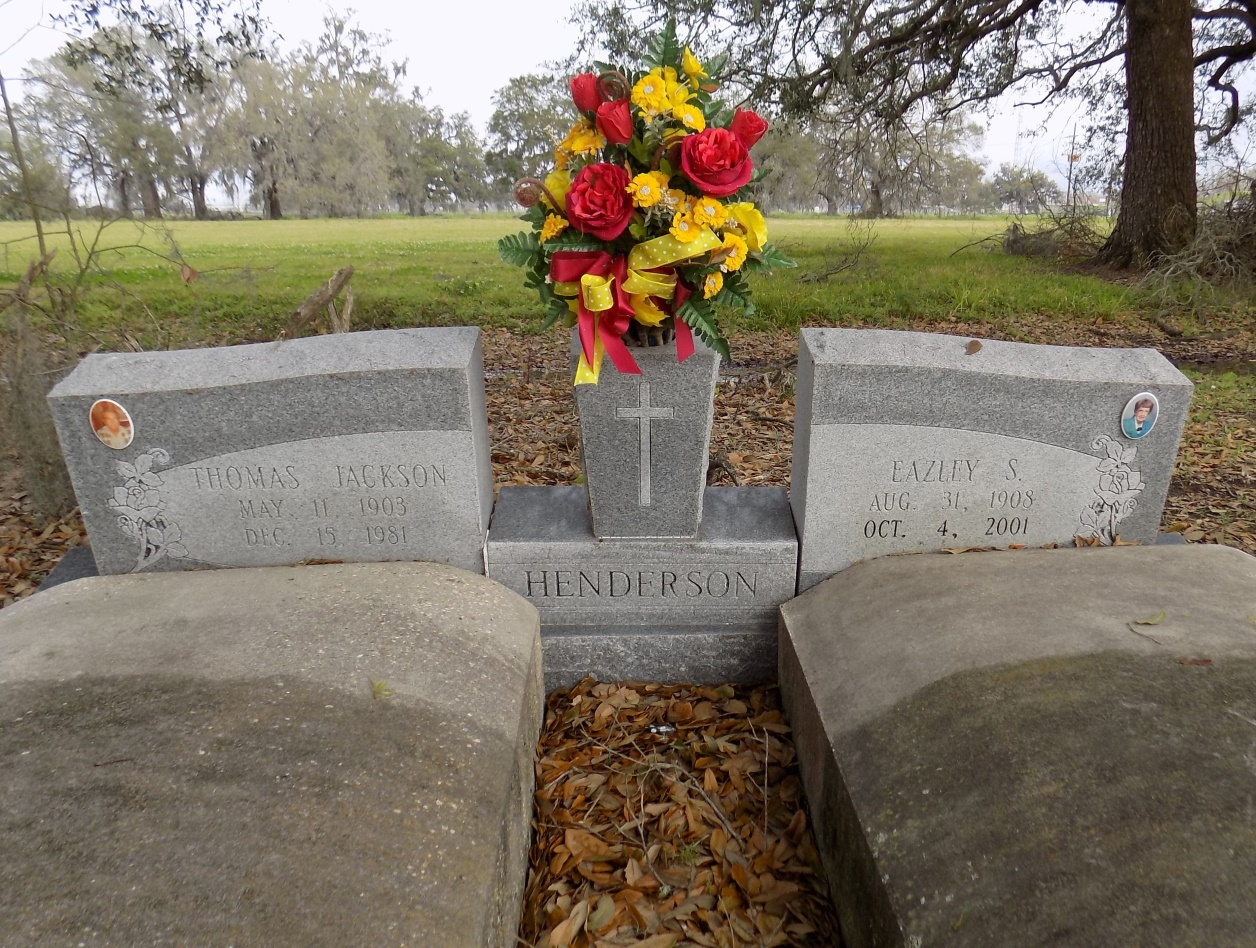 THOMAS JACKSON
MAY 11, 1903
DEC. 15, 1981
HENDERSON
EAZLEY S.
AUG. 31, 1908
OCT. 4, 2001